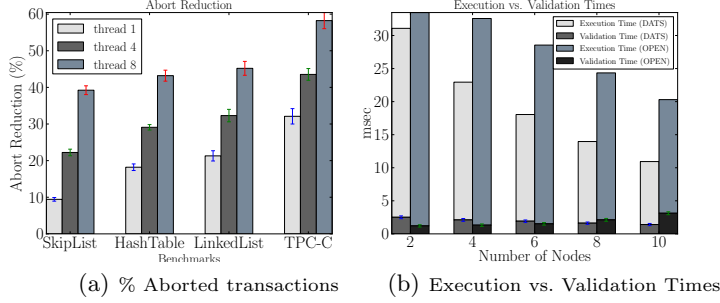 Abort Reduction
Abort Reduction (%)
60
50
40
30
20
10
0
thread 1
thread 4
thread 8
SkipList HashTable LinkedList TPC-C
Benchmarks
(a) % Aborted transactions
Execution vs. Validation Times
msec
30
25
20
15
10
5
0
Execution Time (DATS)
Validation Time (DATS)
Execution Time (OPEN)
Validation Time (OPEN)
2 4 6 8 10
Number of Nodes
(b) Execution vs. Validation Times